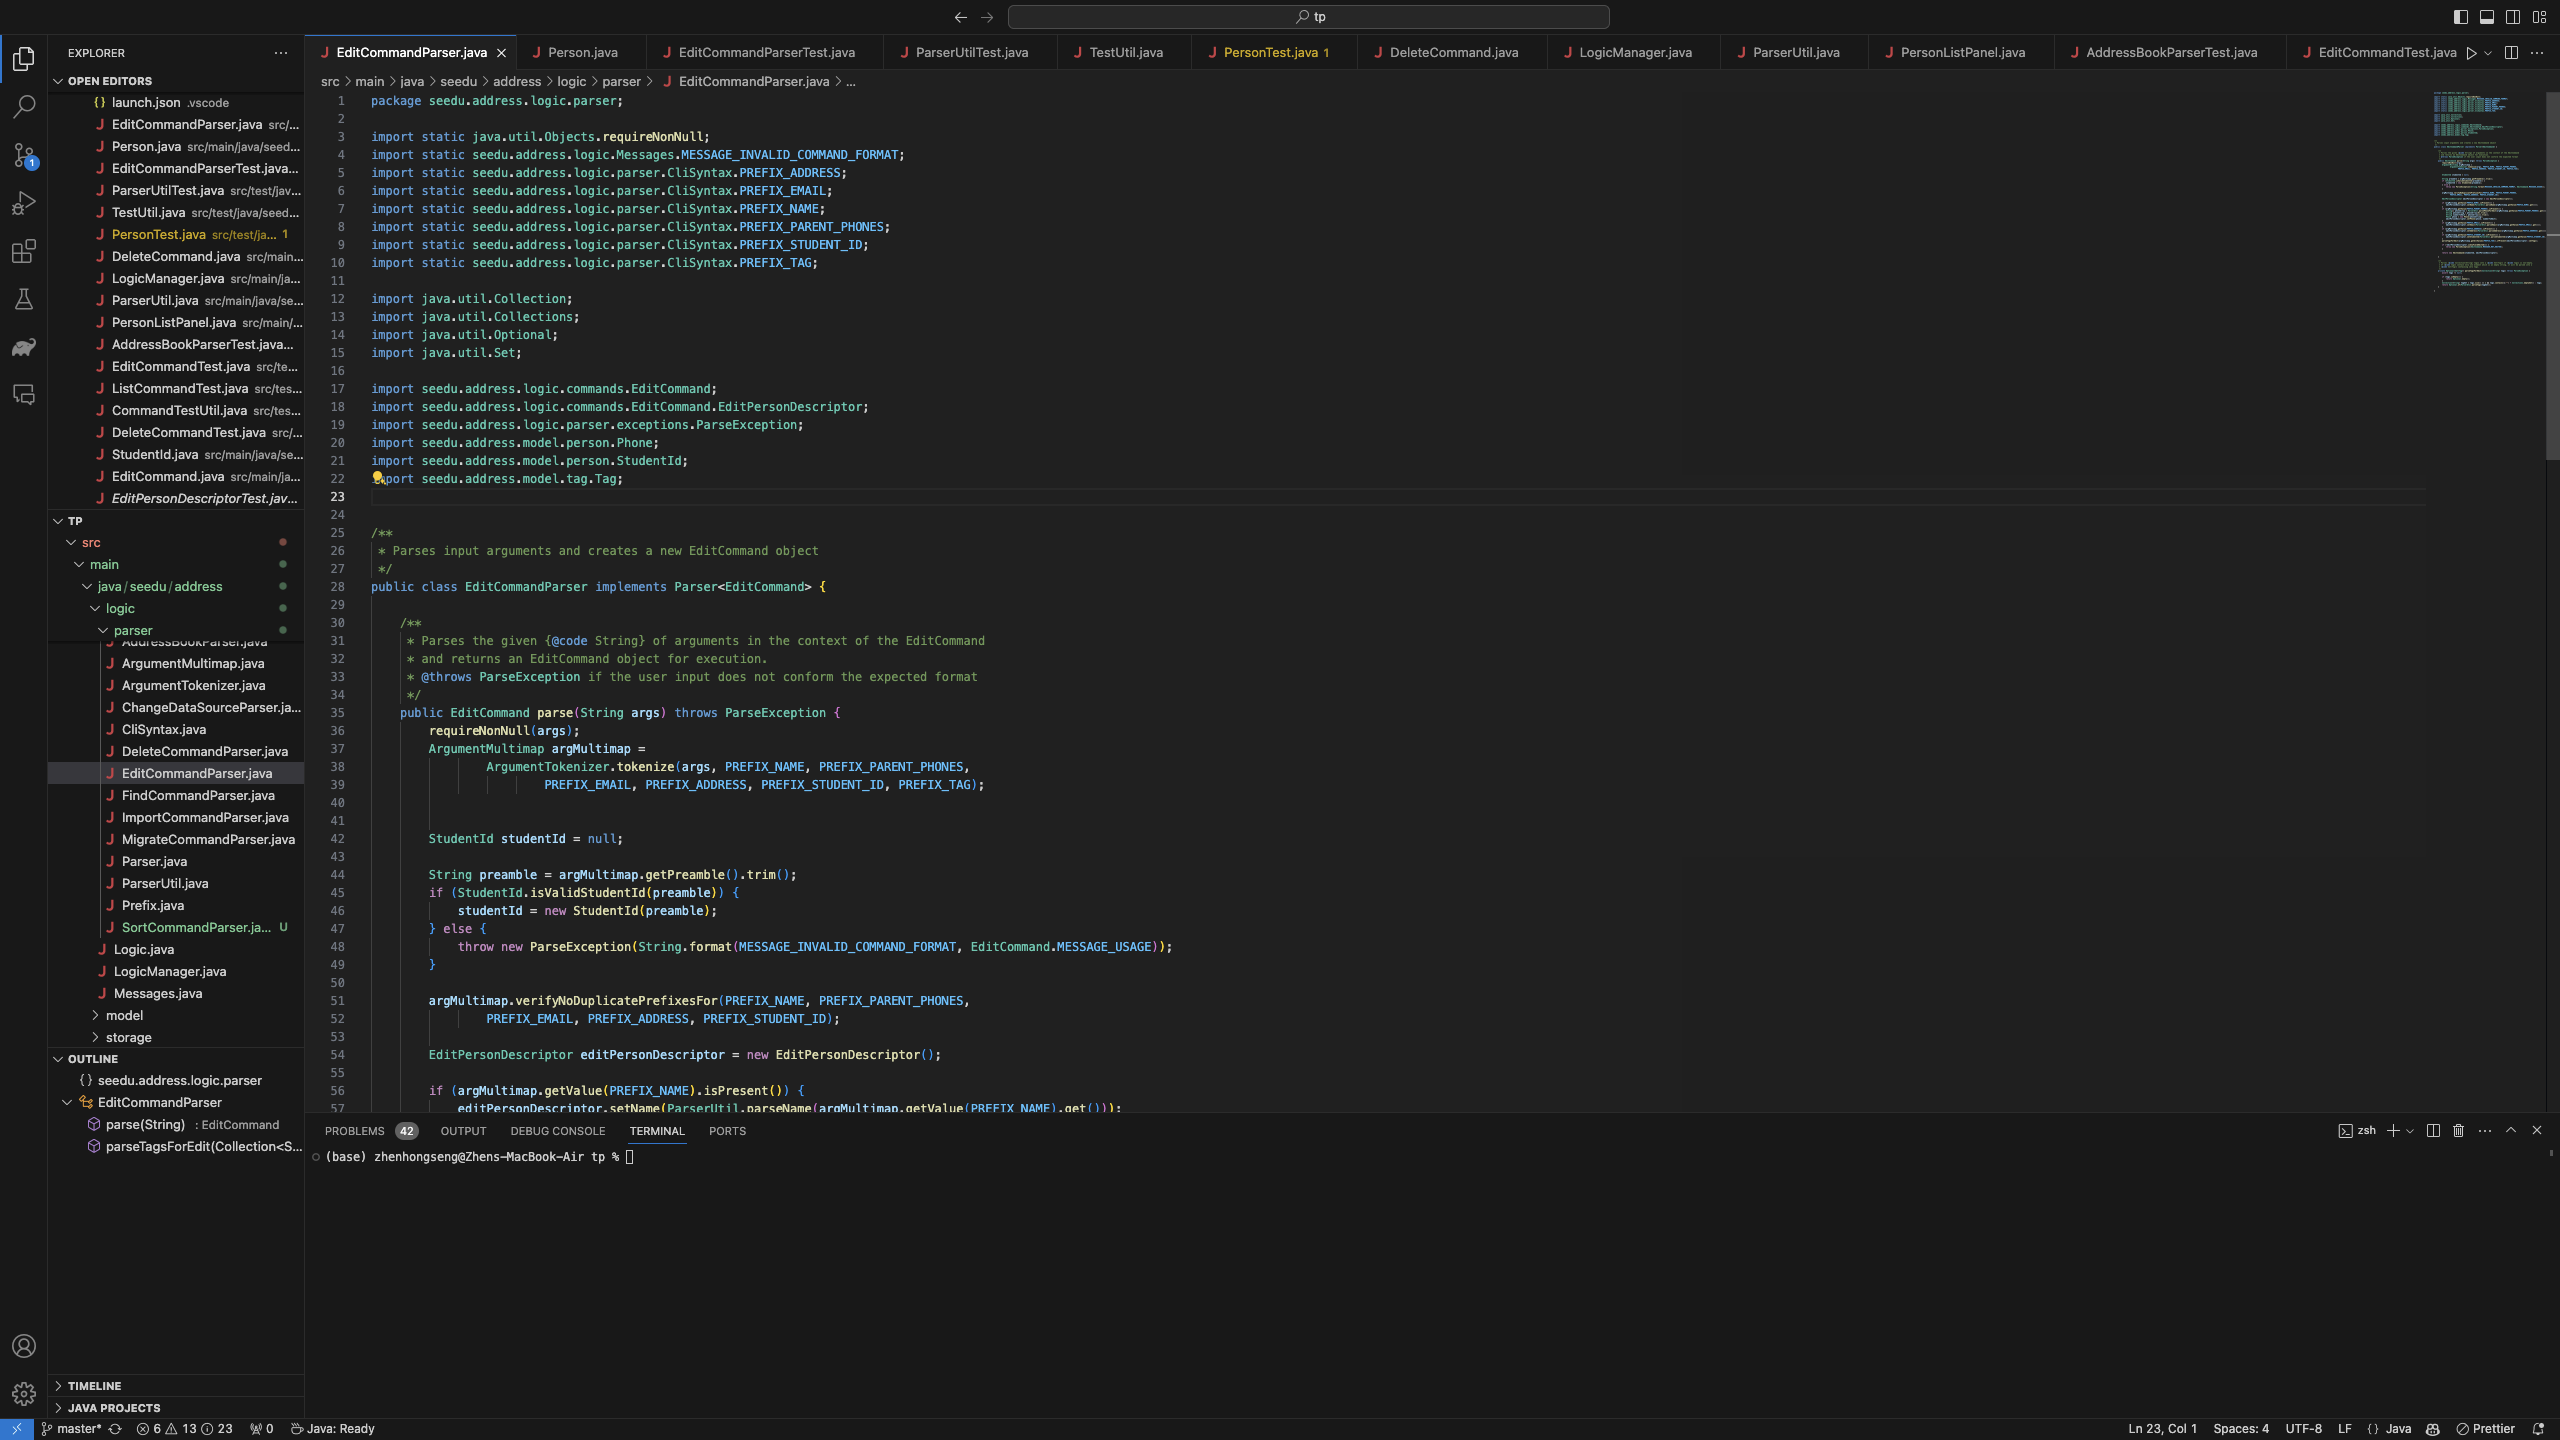 tp
EXPLORER
OPEN EDITORS
launch.json .vscode
EditCommandParser.java src/...
Person.java src/main/java/seed...
EditCommandParserTest.java...
ParserUtilTest.java src/test/jav...
TestUtil.java src/test/java/seed...
PersonTest.java src/test/ja... 1
DeleteCommand.java src/main...
LogicManager.java src/main/ja...
ParserUtil.java src/main/java/se...
PersonListPanel.java src/main/...
AddressBookParserTest.java...
EditCommandTest.java src/te...
ListCommandTest.java src/tes...
CommandTestUtil.java src/tes...
DeleteCommandTest.java src/...
StudentId.java src/main/java/se...
EditCommand.java src/main/ja...
EditPersonDescriptorTest.jav...
TP
src
main
java/seedu/address
logic
parser
AddressBookParser.java
ArgumentMultimap.java
ArgumentTokenizer.java
ChangeDataSourceParser.ja...
CliSyntax.java
DeleteCommandParser.java
EditCommandParser.java
FindCommandParser.java
ImportCommandParser.java
MigrateCommandParser.java
Parser.java
ParserUtil.java
Prefix.java
SortCommandParser.ja... U
Logic.java
LogicManager.java
Messages.java
model
storage
OUTLINE
{} seedu.address.logic.parser
EditCommandParser
parse(String) : EditCommand
parseTagsForEdit(Collection<S...
TIMELINE
JAVA PROJECTS
EditCommandParser.java Person.java EditCommandParserTest.java ParserUtilTest.java TestUtil.java PersonTest.java 1 DeleteCommand.java LogicManager.java ParserUtil.java PersonListPanel.java AddressBookParserTest.java EditCommandTest.java
src > main > java > seedu > address > logic > parser > EditCommandParser.java > ...
1 package seedu.address.logic.parser;
2
3 import static java.util.Objects.requireNonNull;
4 import static seedu.address.logic.Messages.MESSAGE_INVALID_COMMAND_FORMAT;
5 import static seedu.address.logic.parser.CliSyntax.PREFIX_ADDRESS;
6 import static seedu.address.logic.parser.CliSyntax.PREFIX_EMAIL;
7 import static seedu.address.logic.parser.CliSyntax.PREFIX_NAME;
8 import static seedu.address.logic.parser.CliSyntax.PREFIX_PARENT_PHONES;
9 import static seedu.address.logic.parser.CliSyntax.PREFIX_STUDENT_ID;
10 import static seedu.address.logic.parser.CliSyntax.PREFIX_TAG;
11
12 import java.util.Collection;
13 import java.util.Collections;
14 import java.util.Optional;
15 import java.util.Set;
16
17 import seedu.address.logic.commands.EditCommand;
18 import seedu.address.logic.commands.EditCommand.EditPersonDescriptor;
19 import seedu.address.logic.parser.exceptions.ParseException;
20 import seedu.address.model.person.Phone;
21 import seedu.address.model.person.StudentId;
22 import seedu.address.model.tag.Tag;
23
24
25 /**
26 * Parses input arguments and creates a new EditCommand object
27 */
28 public class EditCommandParser implements Parser<EditCommand> {
29
30 /**
31 * Parses the given {@code String} of arguments in the context of the EditCommand
32 * and returns an EditCommand object for execution.
33 * @throws ParseException if the user input does not conform the expected format
34 */
35 public EditCommand parse(String args) throws ParseException {
36 requireNonNull(args);
37 ArgumentMultimap argMultimap =
38 ArgumentTokenizer.tokenize(args, PREFIX_NAME, PREFIX_PARENT_PHONES,
39 PREFIX_EMAIL, PREFIX_ADDRESS, PREFIX_STUDENT_ID, PREFIX_TAG);
40
41
42 StudentId studentId = null;
43
44 String preamble = argMultimap.getPreamble().trim();
45 if (StudentId.isValidStudentId(preamble)) {
46 studentId = new StudentId(preamble);
47 } else {
48 throw new ParseException(String.format(MESSAGE_INVALID_COMMAND_FORMAT, EditCommand.MESSAGE_USAGE));
49 }
50
51 argMultimap.verifyNoDuplicatePrefixesFor(PREFIX_NAME, PREFIX_PARENT_PHONES,
52 PREFIX_EMAIL, PREFIX_ADDRESS, PREFIX_STUDENT_ID);
53
54 EditPersonDescriptor editPersonDescriptor = new EditPersonDescriptor();
55
56 if (argMultimap.getValue(PREFIX_NAME).isPresent()) {
57 editPersonDescriptor.setName(ParserUtil.parseName(argMultimap.getValue(PREFIX_NAME).get()));
PROBLEMS 42 OUTPUT DEBUG CONSOLE TERMINAL PORTS zsh
(base) zhenhongseng@Zhens-MacBook-Air tp %
master* 6 13 23 0 Java: Ready Ln 23, Col 1 Spaces: 4 UTF-8 LF {} Java Prettier